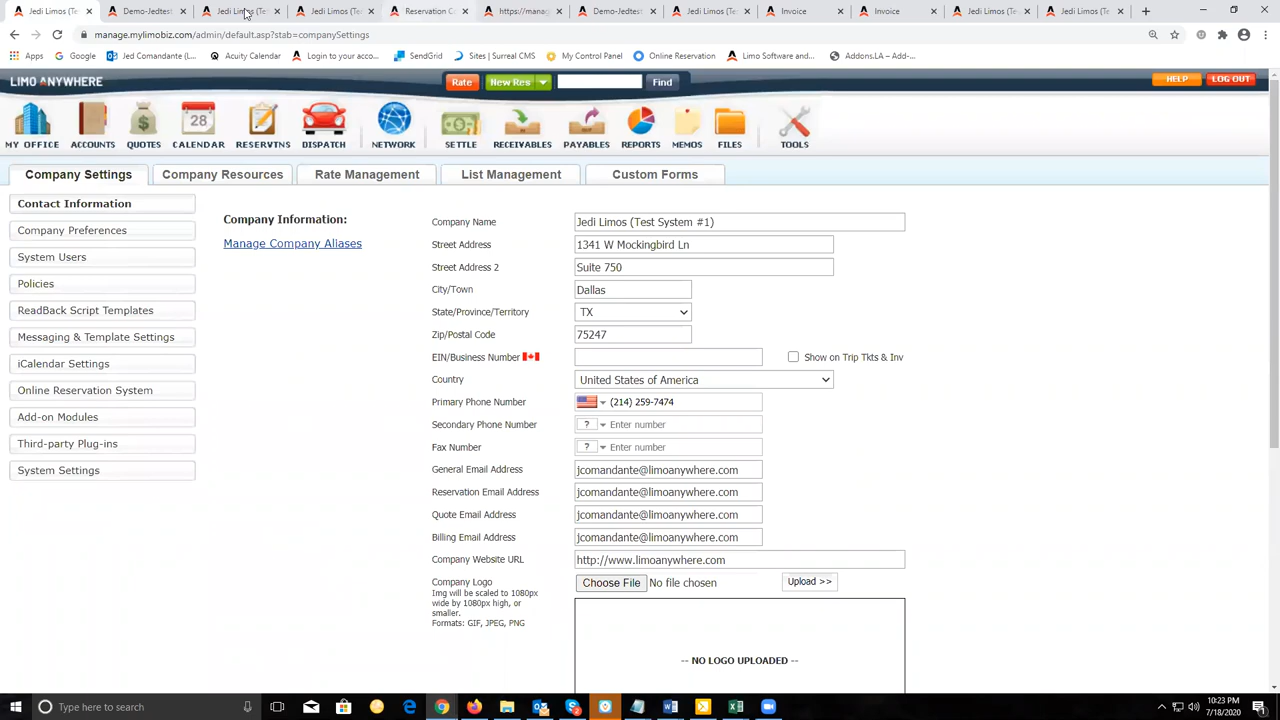 Jedi Limos (Te
Demo-Jedtest
Jedi Limos (Te
Jedi Limos (Te
Reservation C
https://manag
Demo-Jedtest
Jedi Limos (Te
Invoice
Invoice
Jedi Limos (Te
Jedi Limos (Te
manage.mylimobiz.com/admin/default.asp?stab=companySettings
Apps
Jed Comandante (L...
Acuity Calendar
Login to your acco...
SendGrid
Sites | Surreal CMS
My Control Panel
Online Reservation
Limo Software and...
Addons.LA – Add-...
LIMO ANYWHERE
Rate
New Res
Find
HELP
LOG OUT
28
MY OFFICE
ACCOUNTS
QUOTES
CALENDAR
RESERVTNS
DISPATCH
NETWORK
SETTLE
RECEIVABLES
PAYABLES
REPORTS
MEMOS
FILES
TOOLS
Company Settings
Company Resources
Rate Management
List Management
Custom Forms
Contact Information
Company Preferences
System Users
Policies
ReadBack Script Templates
Messaging & Template Settings
iCalendar Settings
Online Reservation System
Add-on Modules
Third-party Plug-ins
System Settings
Company Information:
Manage Company Aliases
Company Name
Jedi Limos (Test System #1)
Street Address
1341 W Mockingbird Ln
Street Address 2
Suite 750
City/Town
Dallas
State/Province/Territory
TX
Zip/Postal Code
75247
EIN/Business Number
Show on Trip Tkts & Inv
Country
United States of America
Primary Phone Number
(214) 259-7474
Secondary Phone Number
? Enter number
Fax Number
? Enter number
General Email Address
jcomandante@limoanywhere.com
Reservation Email Address
jcomandante@limoanywhere.com
Quote Email Address
jcomandante@limoanywhere.com
Billing Email Address
jcomandante@limoanywhere.com
Company Website URL
http://www.limoanywhere.com
Company Logo
Img will be scaled to 1080px
wide by 1080px high, or
smaller.
Formats: GIF, JPEG, PNG
Choose File
No file chosen
Upload >>
-- NO LOGO UPLOADED --
Type here to search
10:23 PM
7/18/2020